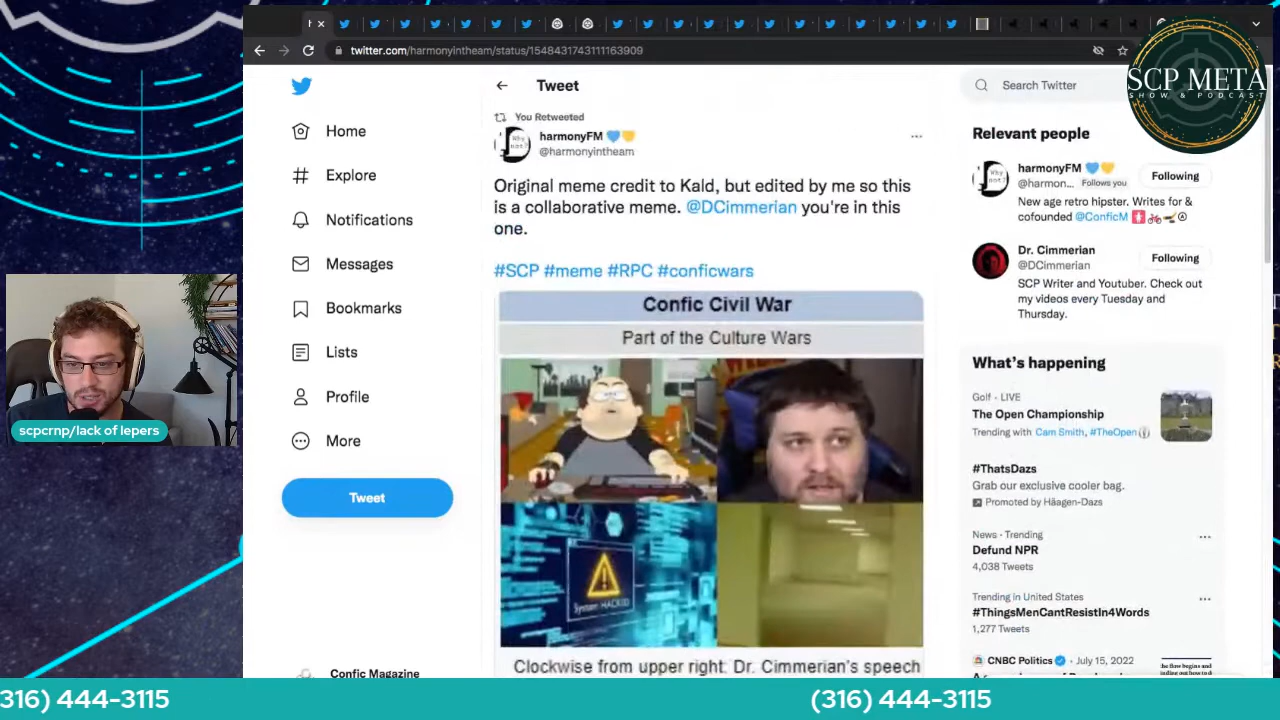 twitter.com/harmonyintheam/status/1548431743111163909
SCP META
SHOW & PODCAST
Home
Explore
Notifications
Messages
Bookmarks
Lists
Profile
More
Tweet
Confic Magazine
Tweet
You Retweeted
harmonyFM
@harmonyintheam
Original meme credit to Kald, but edited by me so this
is a collaborative meme. @DCimmerian you're in this
one.
#SCP #meme #RPC #conficwars
Confic Civil War
Part of the Culture Wars
System HACKED
Clockwise from upper right: Dr. Cimmerian's speech
Search Twitter
Relevant people
harmonyFM
@harmon... Follows you
Following
New age retro hipster. Writes for &
cofounded @ConficM
Dr. Cimmerian
@DCimmerian
Following
SCP Writer and Youtuber. Check out
my videos every Tuesday and
Thursday.
What's happening
Golf · LIVE
The Open Championship
Trending with Cam Smith, #TheOpen
#ThatsDazs
Grab our exclusive cooler bag.
Promoted by Häagen-Dazs
News · Trending
Defund NPR
4,038 Tweets
Trending in United States
#ThingsMenCantResistIn4Words
1,277 Tweets
CNBC Politics · July 15, 2022
scpcrnp/lack of lepers
316) 444-3115
(316) 444-3115